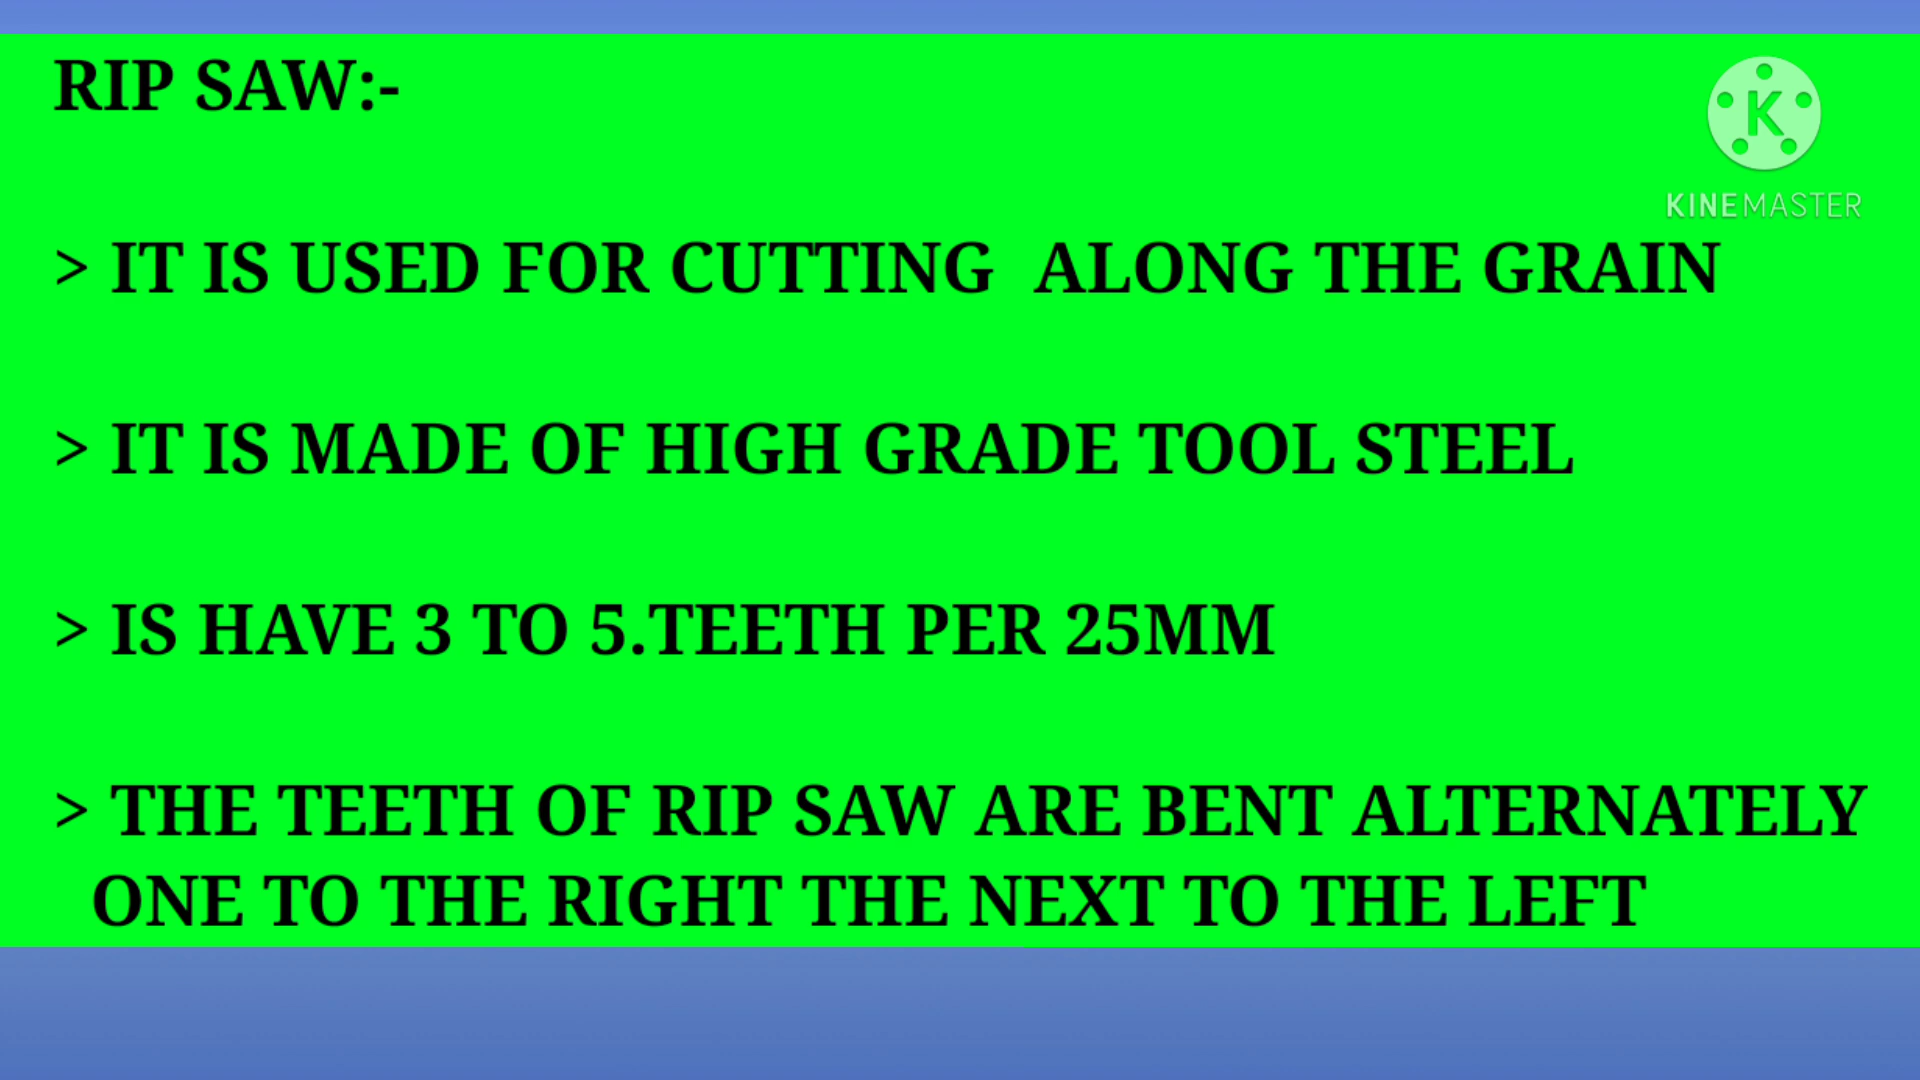 RIP SAW:-
K
KINEMASTER
> IT IS USED FOR CUTTING  ALONG THE GRAIN
> IT IS MADE OF HIGH GRADE TOOL STEEL
> IS HAVE 3 TO 5.TEETH PER 25MM
> THE TEETH OF RIP SAW ARE BENT ALTERNATELY
ONE TO THE RIGHT THE NEXT TO THE LEFT